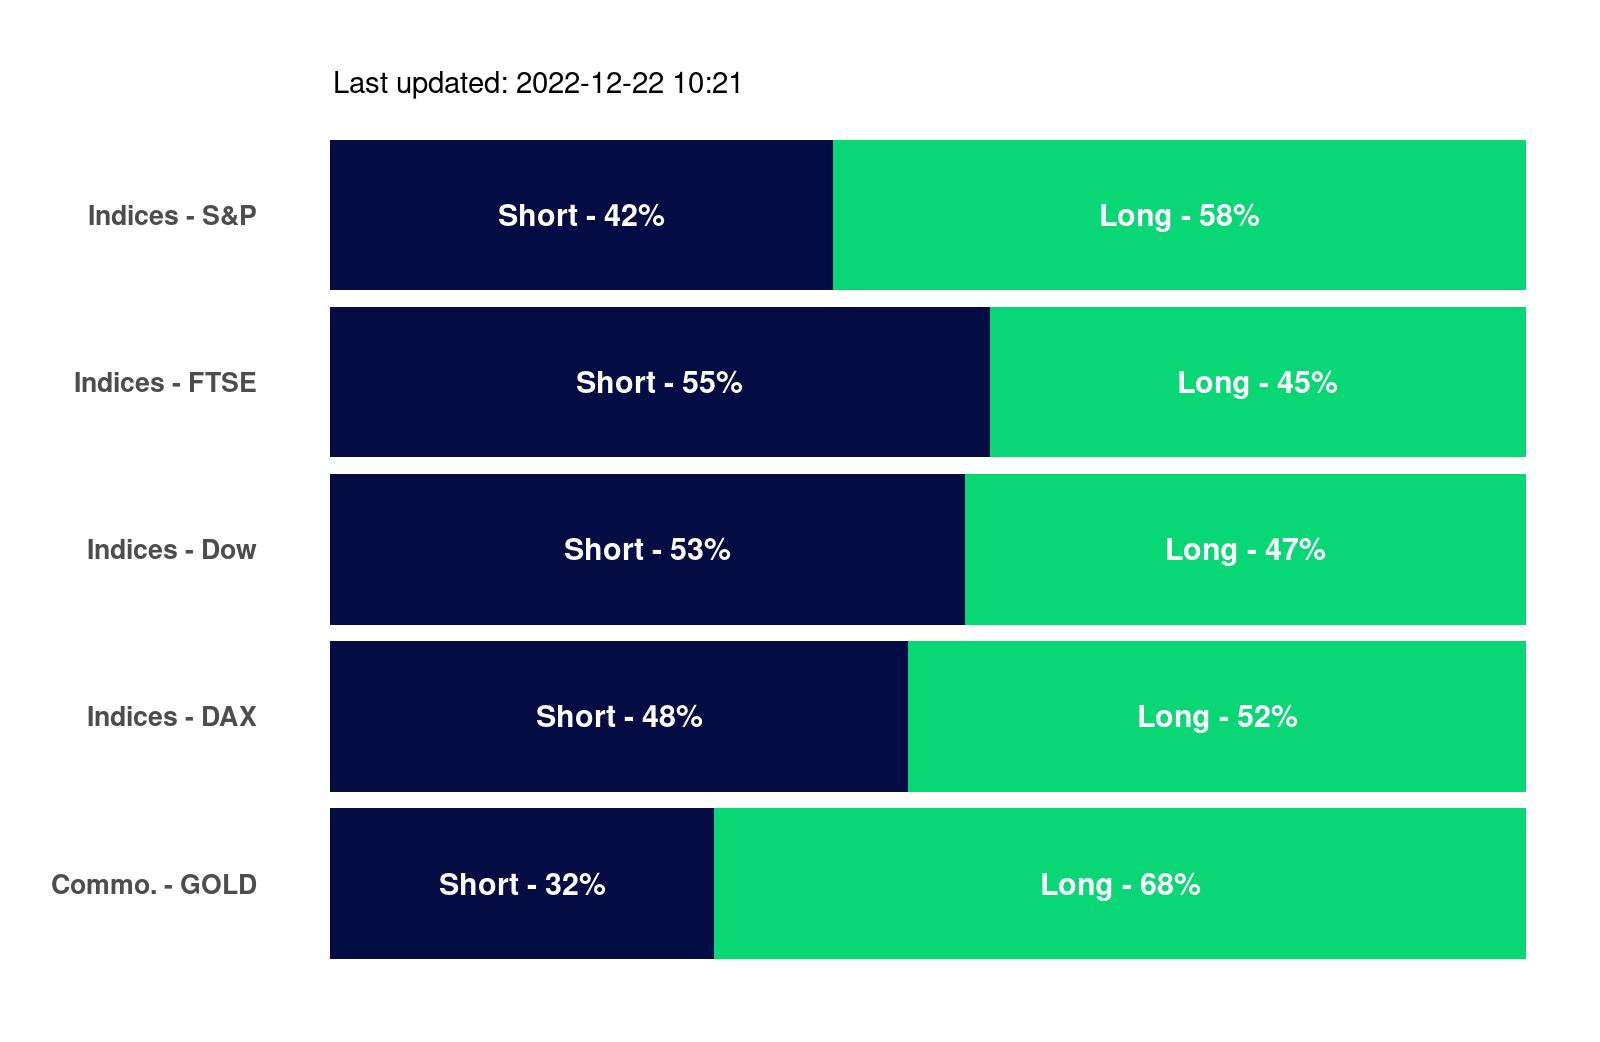 Last updated: 2022-12-22 10:21
Indices - S&P Short - 42% Long - 58%
Indices - FTSE Short - 55% Long - 45%
Indices - Dow Short - 53% Long - 47%
Indices - DAX Short - 48% Long - 52%
Commo. - GOLD Short - 32% Long - 68%